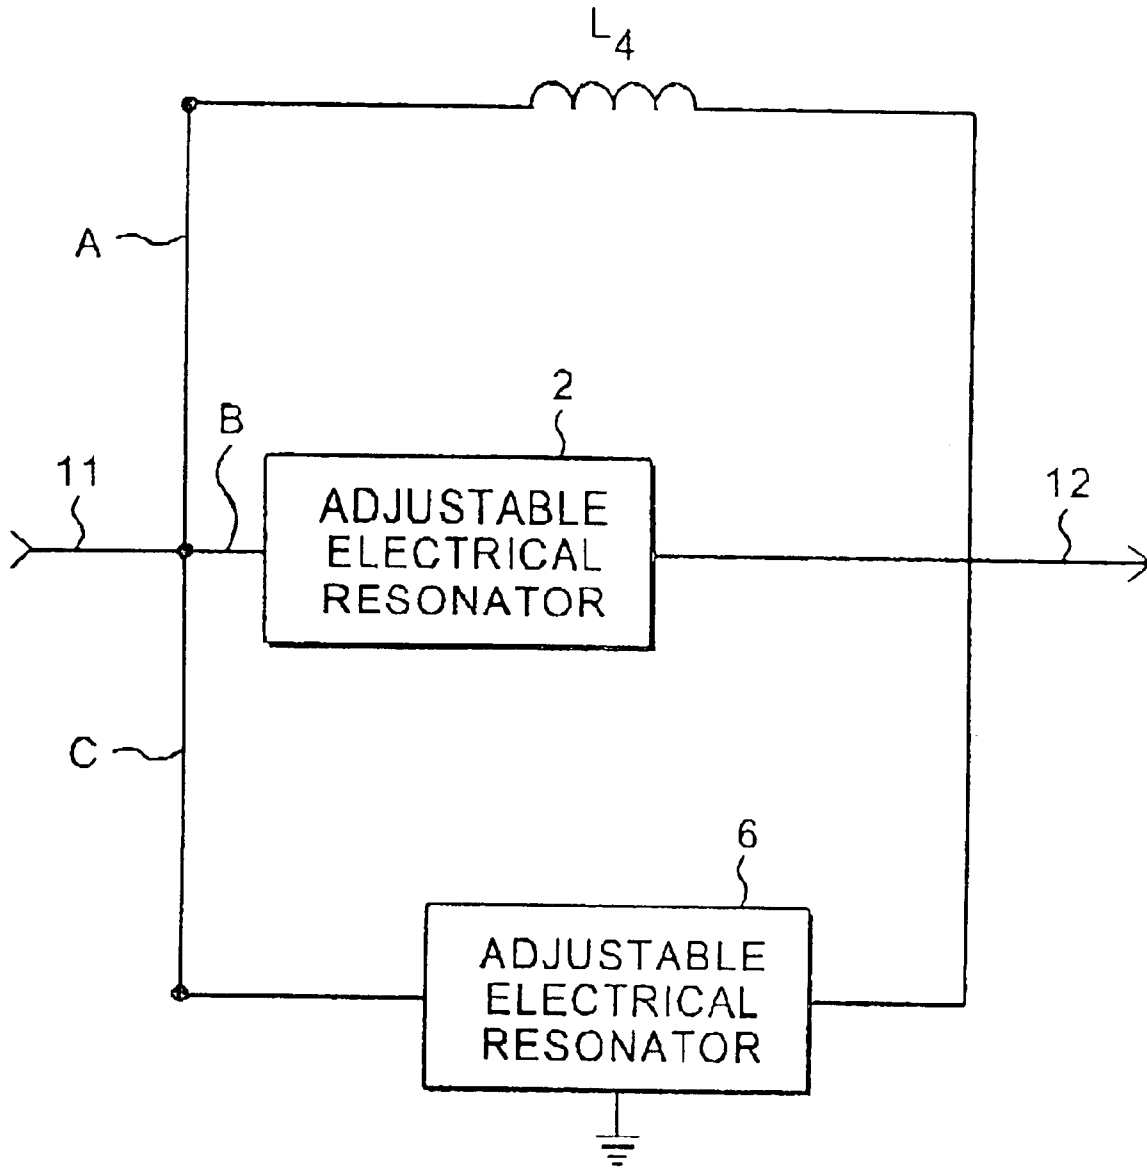 L4
A
2
B
11
ADJUSTABLE
ELECTRICAL
RESONATOR
12
C
6
ADJUSTABLE
ELECTRICAL
RESONATOR